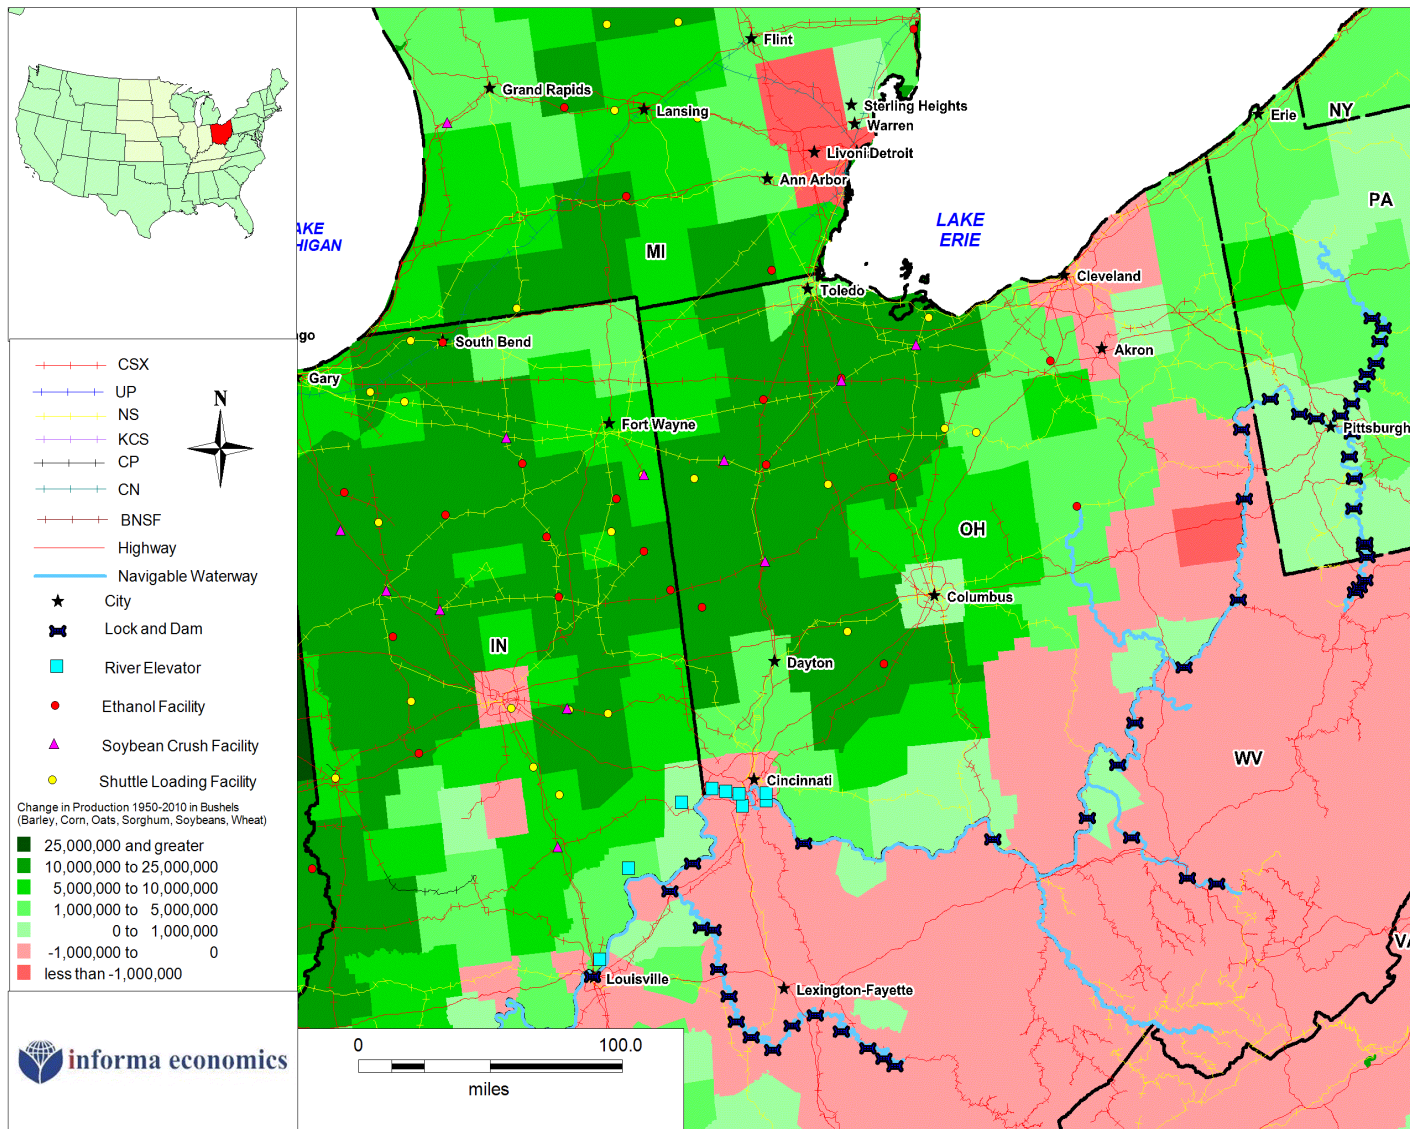 CSX
UP
NS
KCS
CP
CN
BNSF
Highway
Navigable Waterway
City
Lock and Dam
River Elevator
Ethanol Facility
Soybean Crush Facility
Shuttle Loading Facility
Change in Production 1950-2010 in Bushels
(Barley, Corn, Oats, Sorghum, Soybeans, Wheat)
25,000,000 and greater
10,000,000 to 25,000,000
5,000,000 to 10,000,000
1,000,000 to 5,000,000
0 to 1,000,000
-1,000,000 to 0
less than -1,000,000
N
informa economics
Flint
Grand Rapids
Lansing
Sterling Heights
Warren
Livoni Detroit
Ann Arbor
Erie
NY
PA
AKE
HIGAN
MI
LAKE
ERIE
Cleveland
Toledo
go
South Bend
Akron
Gary
Fort Wayne
Pittsburgh
OH
Columbus
IN
Dayton
WV
Cincinnati
VA
Louisville
Lexington-Fayette
0 100.0
miles